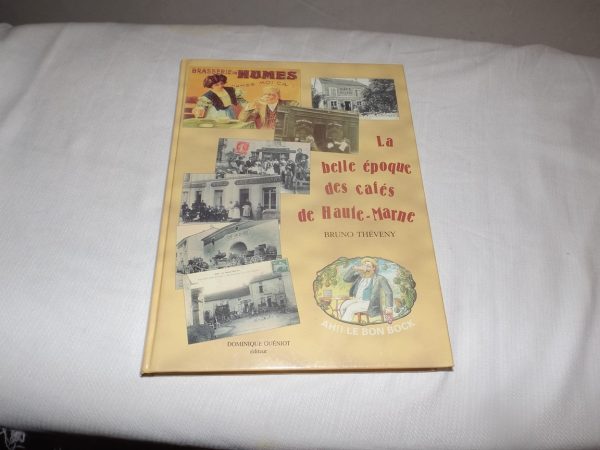 BRASSERIE DE HUMES
La
belle époque
des cafés
de Haute-Marne
BRUNO THÉVENY
AH!! LE BON BOCK
DOMINIQUE GUÉNIOT
éditeur